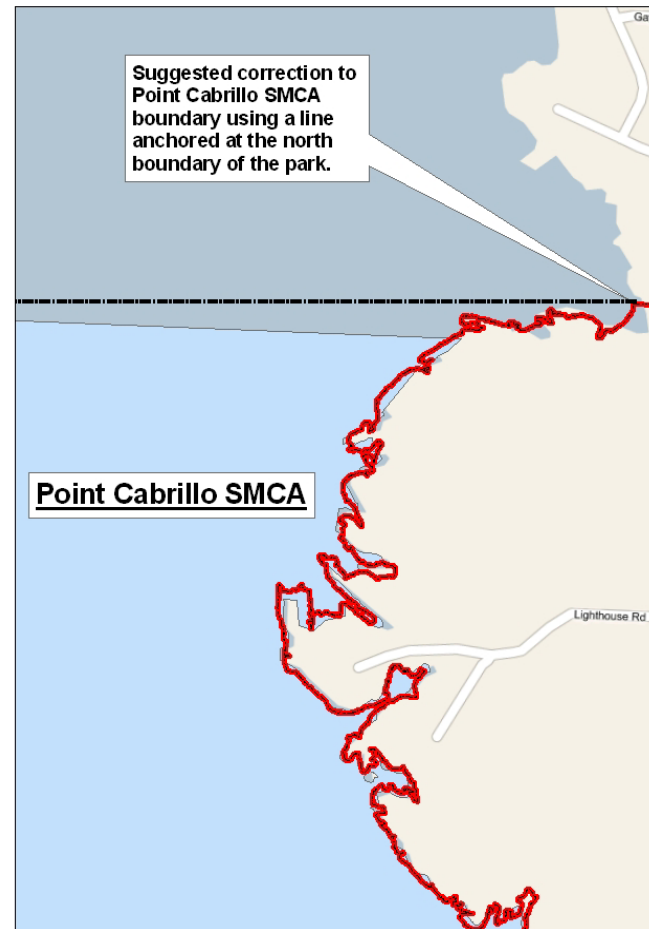 Ga
Suggested correction to
Point Cabrillo SMCA
boundary using a line
anchored at the north
boundary of the park.
Point Cabrillo SMCA
Lighthouse Rd